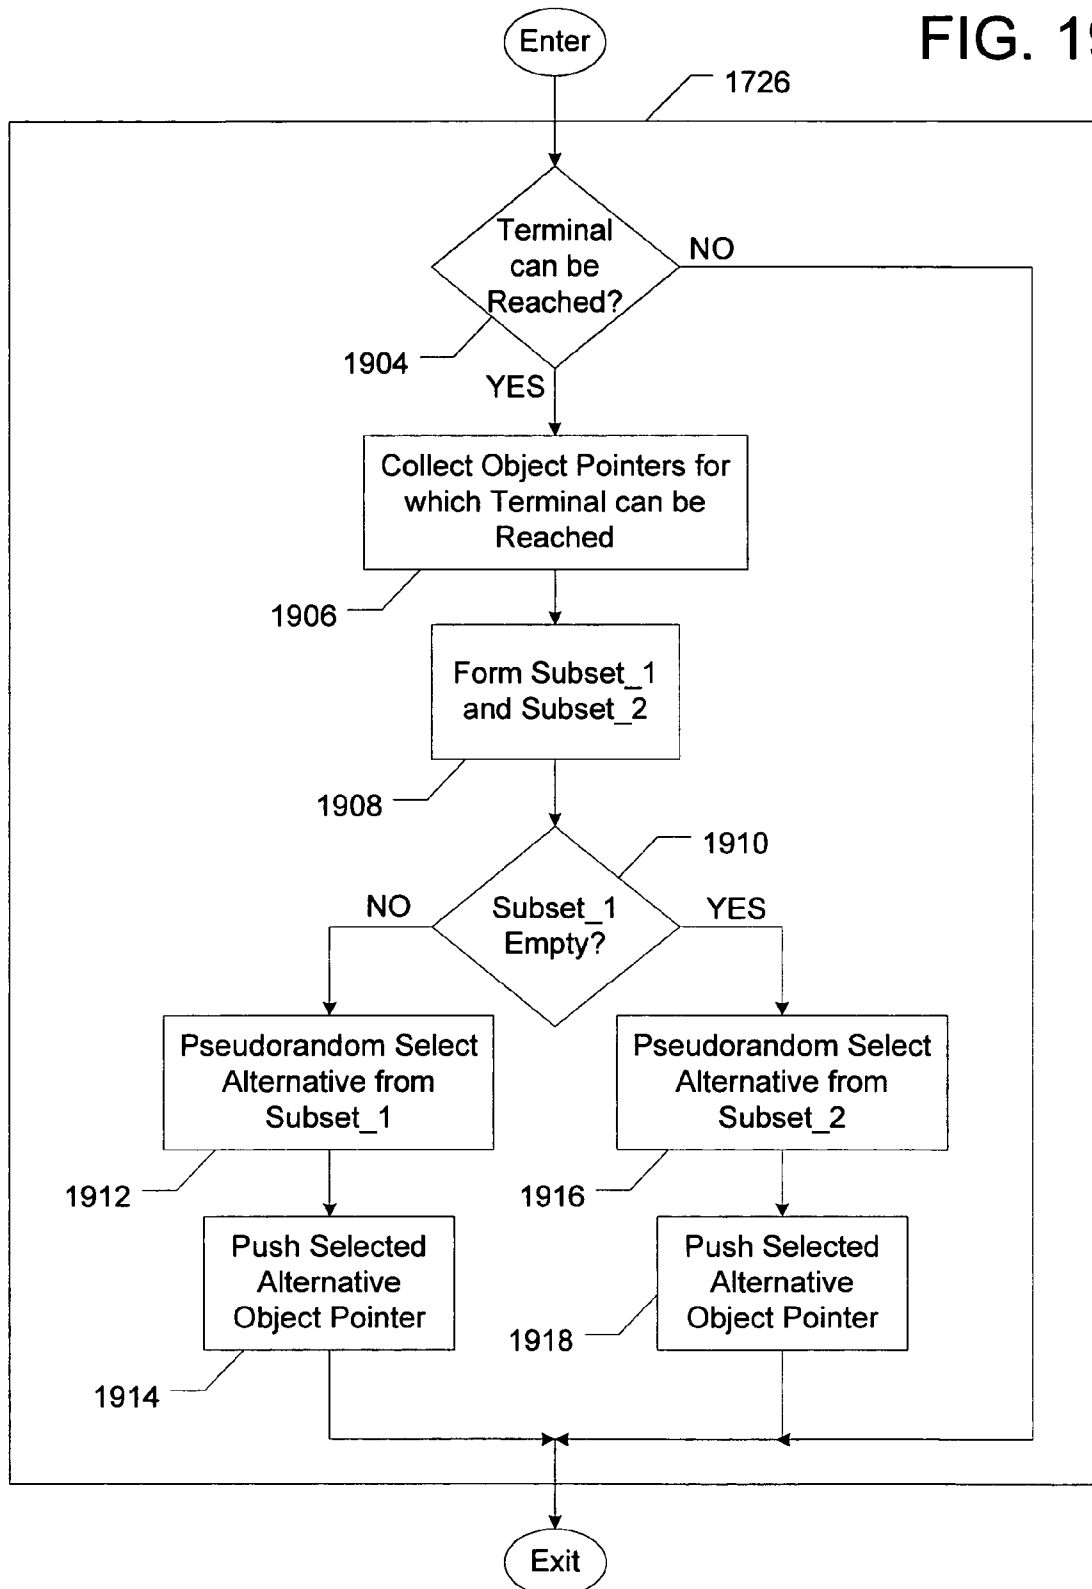 Enter
FIG. 19
1726
Terminal
can be
Reached?
NO
1904
YES
Collect Object Pointers for
which Terminal can be
Reached
1906
Form Subset_1
and Subset_2
1908
1910
NO
Subset_1
Empty?
YES
Pseudorandom Select
Alternative from
Subset_1
Pseudorandom Select
Alternative from
Subset_2
1912
1916
Push Selected
Alternative
Object Pointer
Push Selected
Alternative
Object Pointer
1914
1918
Exit